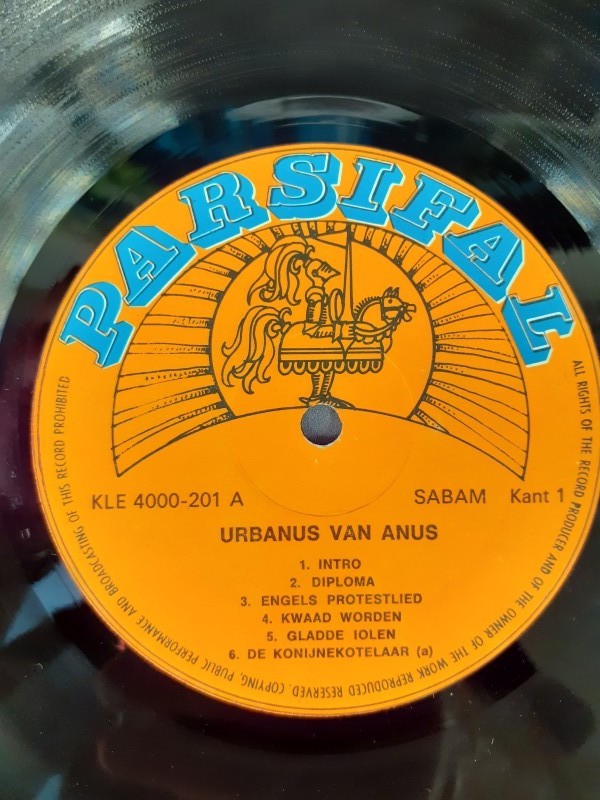 PARSIFAL
KLE 4000-201 A
SABAM Kant 1
URBANUS VAN ANUS
1. INTRO
2. DIPLOMA
3. ENGELS PROTESTLIED
4. KWAAD WORDEN
5. GLADDE IOLEN
6. DE KONIJNEKOTELAAR (a)
ALL RIGHTS OF THE RECORD PRODUCER AND OF THE OWNER OF THE WORK REPRODUCED RESERVED. COPYING, PUBLIC PERFORMANCE AND BROADCASTING OF THIS RECORD PROHIBITED